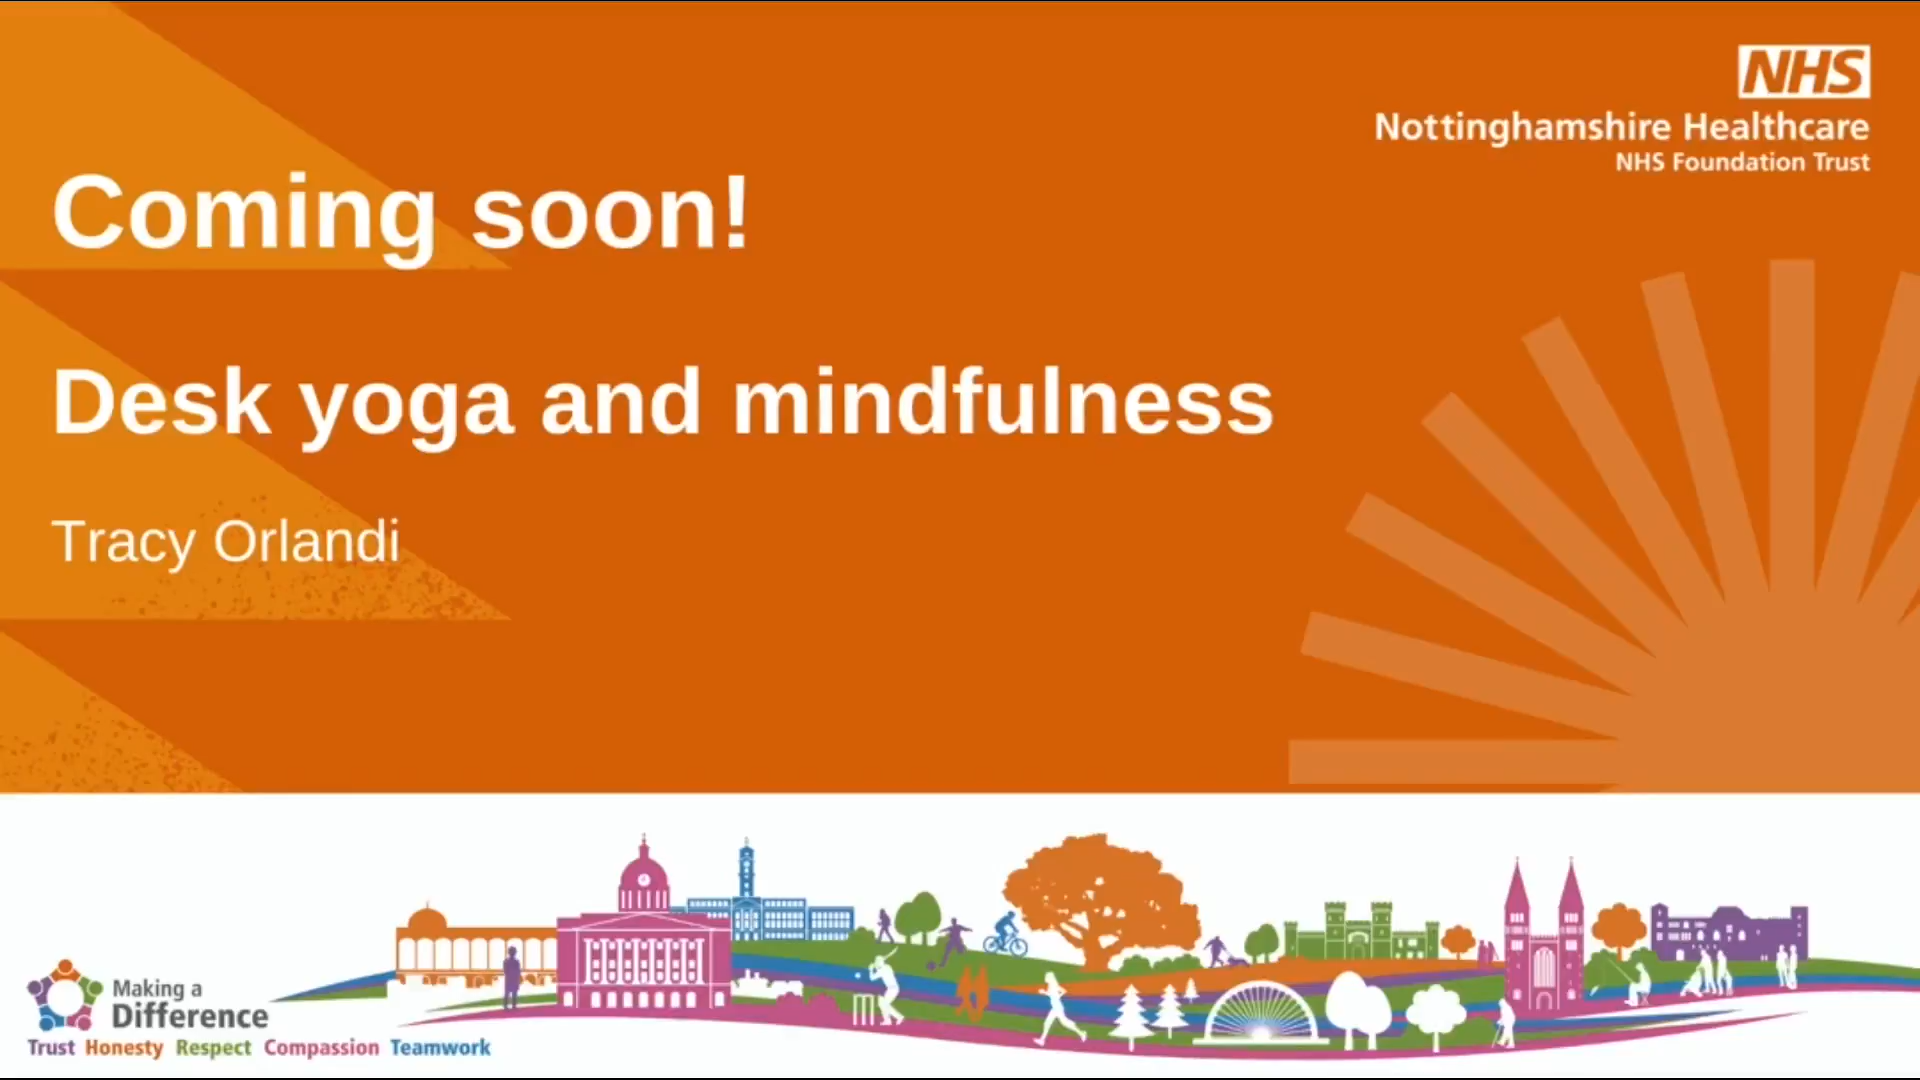 NHS
Nottinghamshire Healthcare
NHS Foundation Trust
Coming soon!
Desk yoga and mindfulness
Tracy Orlandi
Making a
Difference
Trust Honesty Respect Compassion Teamwork